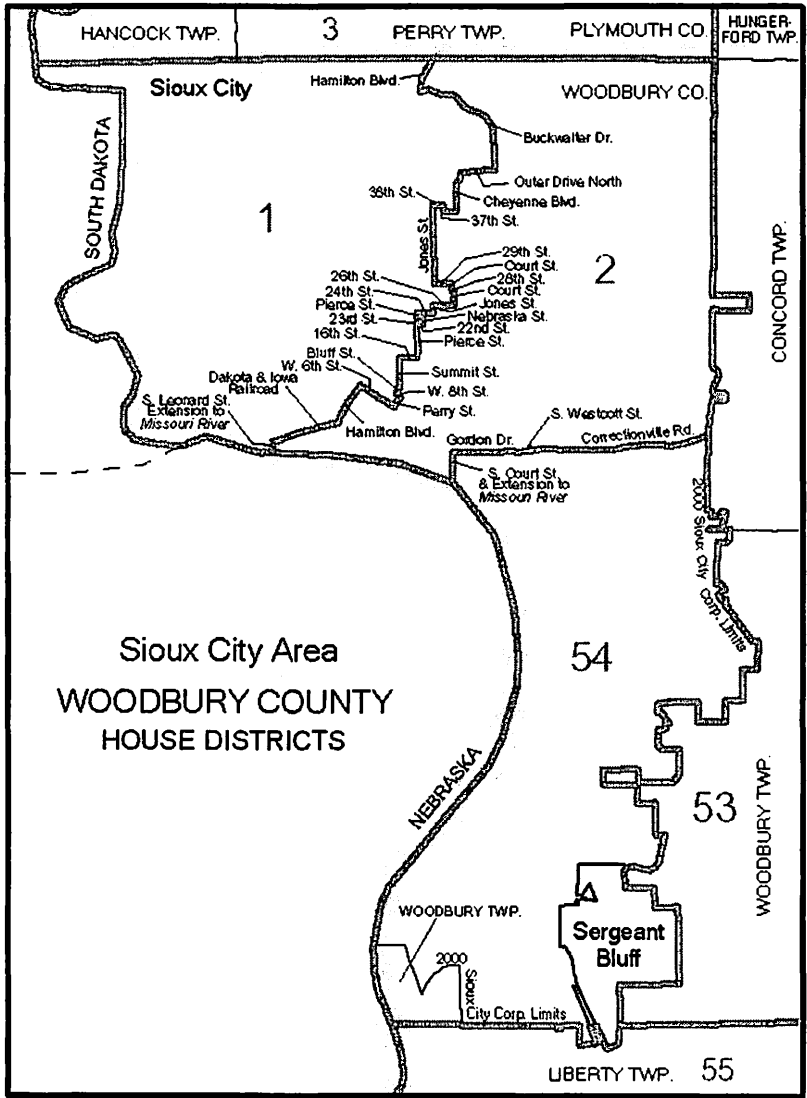 HANCOCK TWP.
3
PERRY TWP.
PLYMOUTH CO.
HUNGER-
FORD TWP.
Sioux City
Hamilton Blvd.
WOODBURY CO.
Buckwalter Dr.
SOUTH DAKOTA
Outer Drive North
Cheyenne Blvd.
38th St.
37th St.
1
Jones St.
2
29th St.
Court St.
28th St.
26th St.
Court St.
24th St.
Jones St.
Pierce St.
Nebraska St.
23rd St.
22nd St.
16th St.
Pierce St.
CONCORD TWP.
Bluff St.
Summit St.
W. 6th St.
Dakota & Iowa
Railroad
W. 8th St.
Perry St.
S. Leonard St.
Extension to
Missouri River
Hamilton Blvd.
S. Westcott St.
Gordon Dr.
Correctionville Rd.
S. Court St.
& Extension to
Missouri River
2000 Sioux City
Corp. Limits
Sioux City Area
WOODBURY COUNTY
HOUSE DISTRICTS
54
NEBRASKA
53
WOODBURY TWP.
WOODBURY TWP.
Sergeant
Bluff
2000
Sioux
City Corp. Limits
LIBERTY TWP.
55